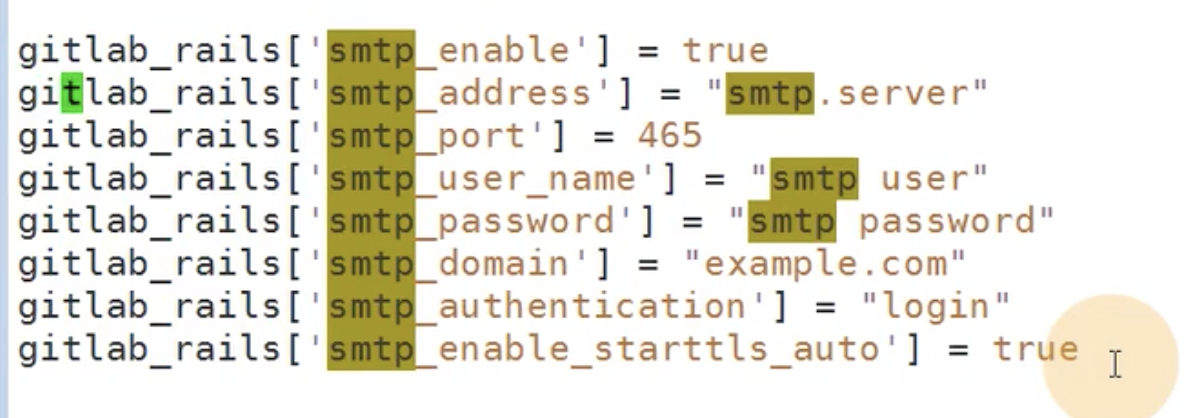 gitlab_rails['smtp_enable'] = true
gitlab_rails['smtp_address'] = "smtp.server"
gitlab_rails['smtp_port'] = 465
gitlab_rails['smtp_user_name'] = "smtp user"
gitlab_rails['smtp_password'] = "smtp password"
gitlab_rails['smtp_domain'] = "example.com"
gitlab_rails['smtp_authentication'] = "login"
gitlab_rails['smtp_enable_starttls_auto'] = true